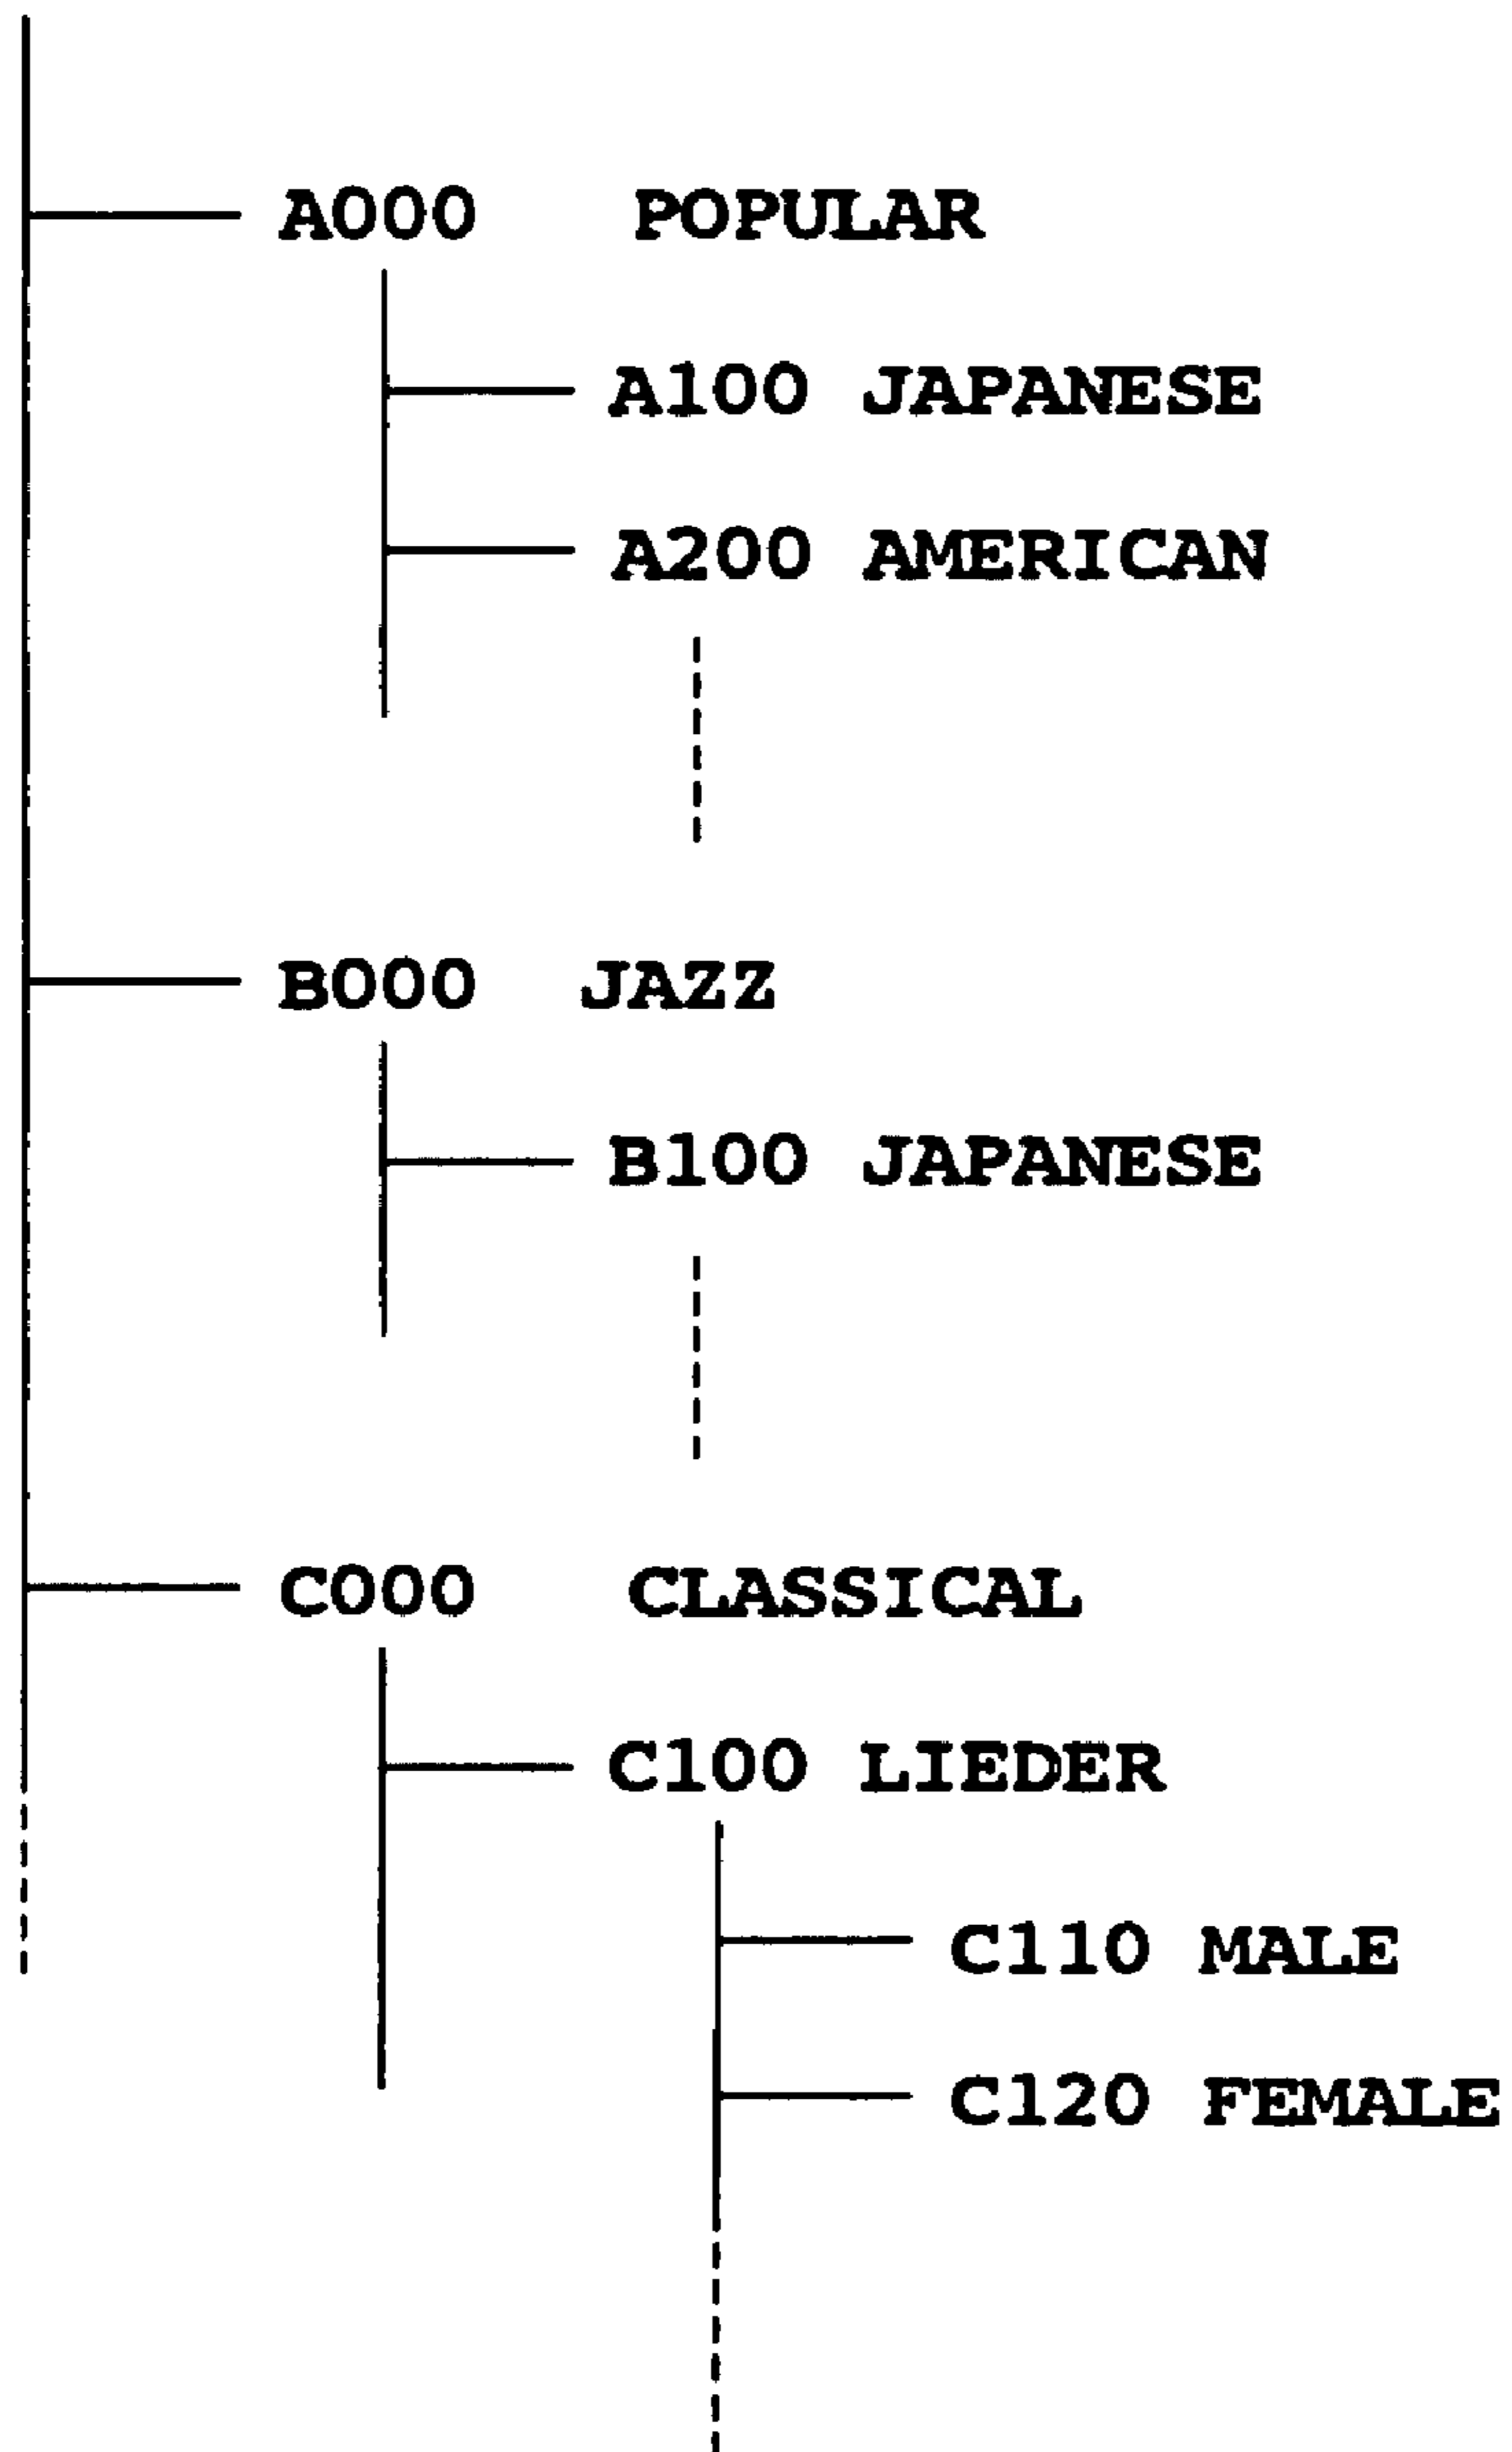 A000 POPULAR
A100 JAPANESE
A200 AMERICAN
B000 JAZZ
B100 JAPANESE
C000 CLASSICAL
C100 LIEDER
C110 MALE
C120 FEMALE